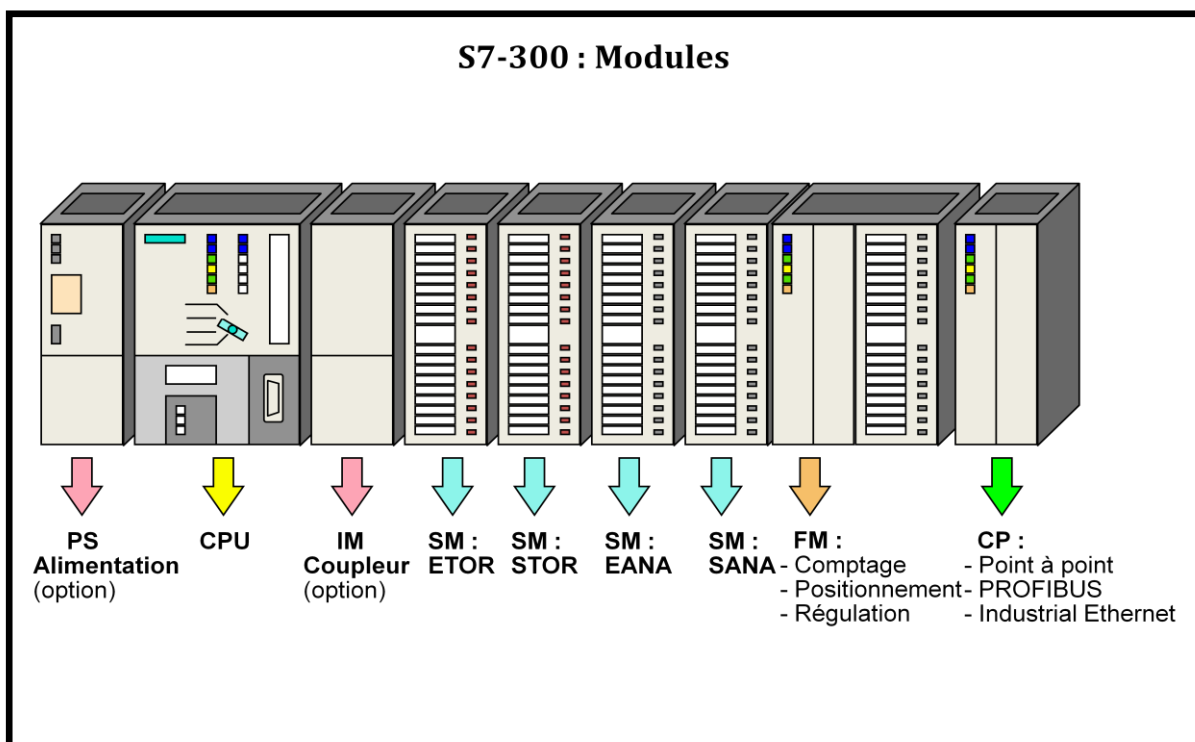 S7-300 : Modules
PS
Alimentation
(option)
CPU
IM
Coupleur
(option)
SM :
ETOR
SM :
STOR
SM :
EANA
SM :
SANA
FM :
- Comptage
- Positionnement
- Régulation
CP :
- Point à point
- PROFIBUS
- Industrial Ethernet